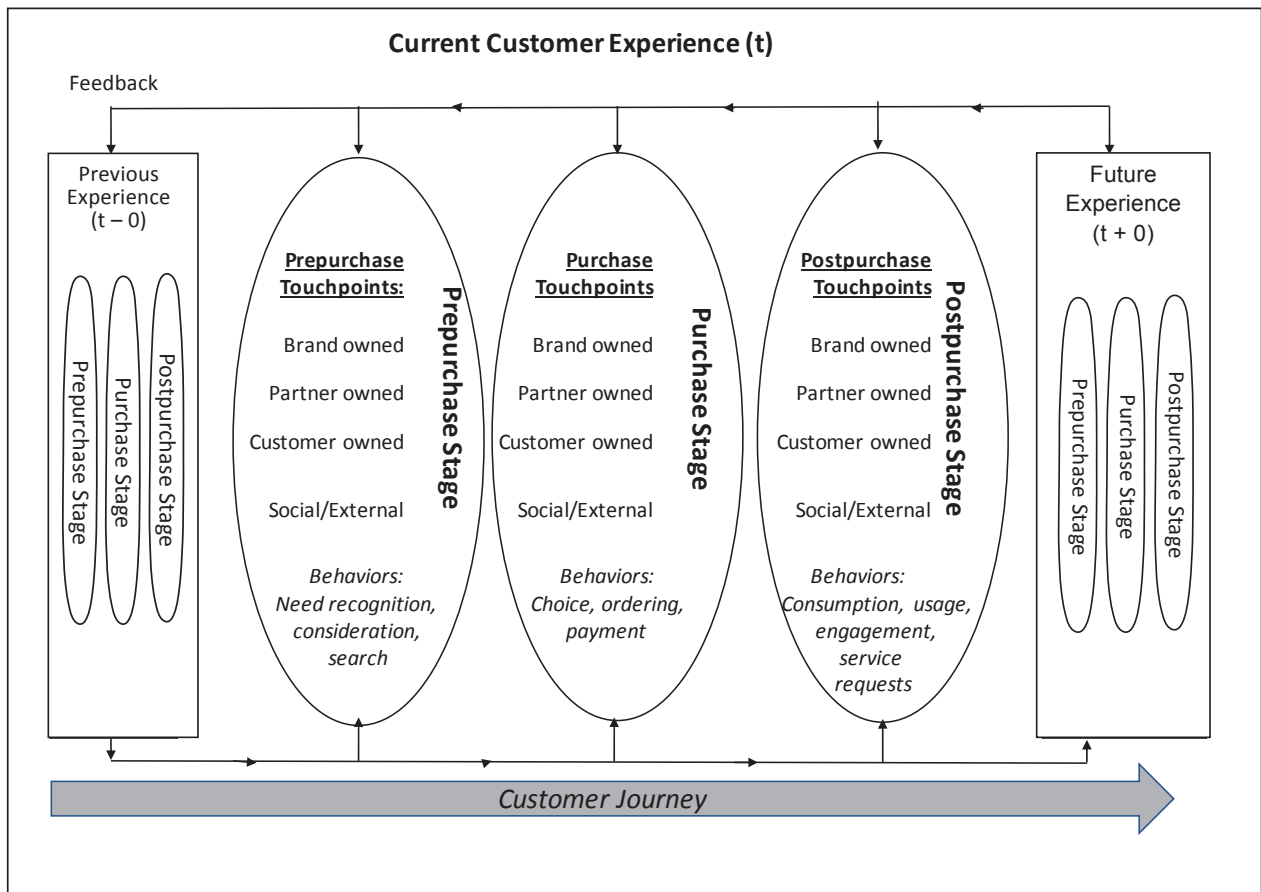 Current Customer Experience (t)
Feedback
Previous
Experience
(t – 0)
Prepurchase Stage
Purchase Stage
Postpurchase Stage
Prepurchase
Touchpoints:
Brand owned
Partner owned
Customer owned
Social/External
Behaviors:
Need recognition,
consideration,
search
Prepurchase Stage
Purchase
Touchpoints
Brand owned
Partner owned
Customer owned
Social/External
Behaviors:
Choice, ordering,
payment
Purchase Stage
Postpurchase
Touchpoints
Brand owned
Partner owned
Customer owned
Social/External
Behaviors:
Consumption, usage,
engagement,
service
requests
Postpurchase Stage
Future
Experience
(t + 0)
Prepurchase Stage
Purchase Stage
Postpurchase Stage
Customer Journey